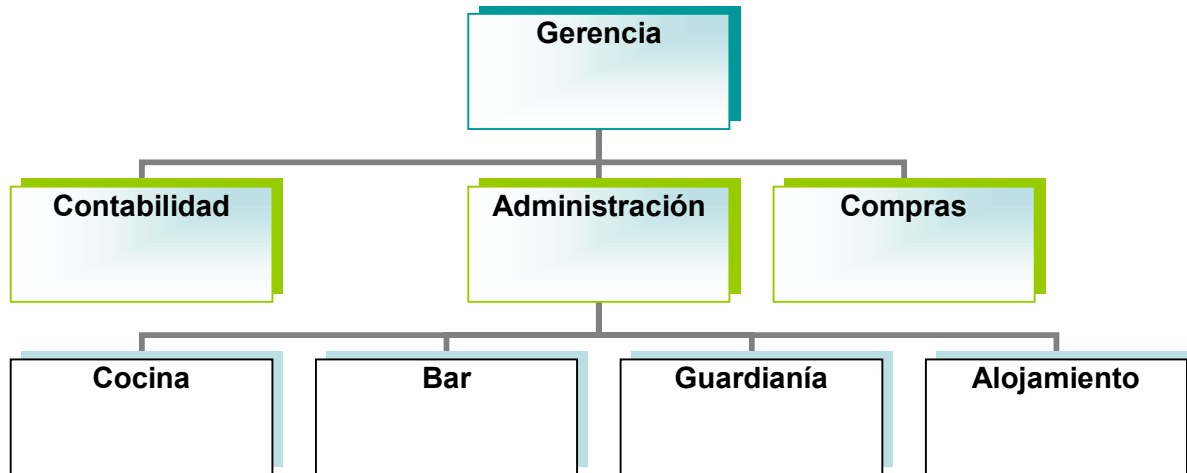 Gerencia
Contabilidad
Administración
Compras
Cocina
Bar
Guardianía
Alojamiento